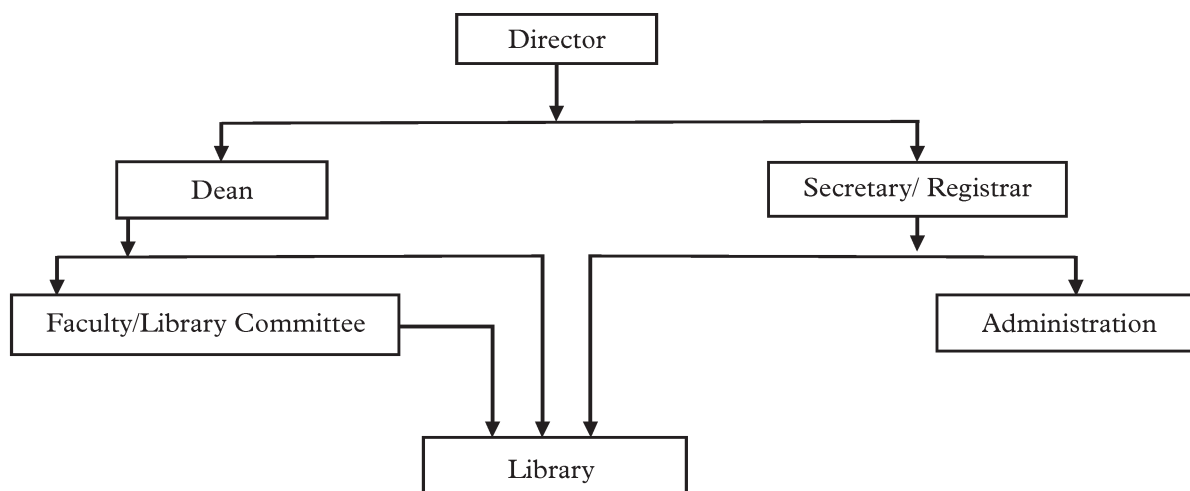 Director
Dean
Secretary/ Registrar
Faculty/Library Committee
Administration
Library